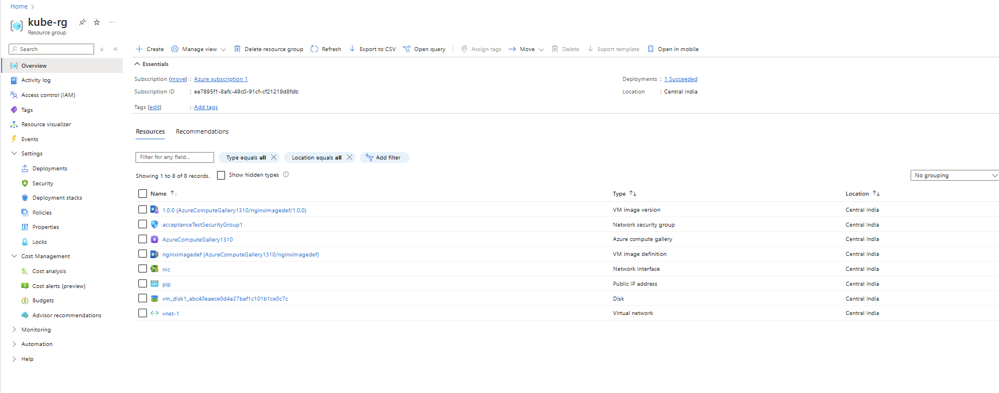 Home
kube-rg
Resource group
Search
Create Manage view Delete resource group Refresh Export to CSV Open query Assign tags Move Delete Export template Open in mobile
Overview
Activity log
Access control (IAM)
Tags
Resource visualizer
Events
Settings
Deployments
Security
Deployment stacks
Policies
Properties
Locks
Cost Management
Cost analysis
Cost alerts (preview)
Budgets
Advisor recommendations
Monitoring
Automation
Help
Essentials
Subscription (move) : Azure subscription 1
Subscription ID : ee7895f1-8afc-49c0-91cf-cf21219d8fdb
Tags (edit) : Add tags
Deployments : 1 Succeeded
Location : Central India
Resources Recommendations
Filter for any field... Type equals all Location equals all Add filter
Showing 1 to 8 of 8 records. Show hidden types No grouping
Name Type Location
1.0.0 (AzureComputeGallery1310/nginximagedef/1.0.0) VM image version Central India
acceptanceTestSecurityGroup1 Network security group Central India
AzureComputeGallery1310 Azure compute gallery Central India
nginximagedef (AzureComputeGallery1310/nginximagedef) VM image definition Central India
nic Network Interface Central India
pip Public IP address Central India
vm_disk1_abc40eaece0d4e27baf1c101b1ce0c7c Disk Central India
vnet-1 Virtual network Central India